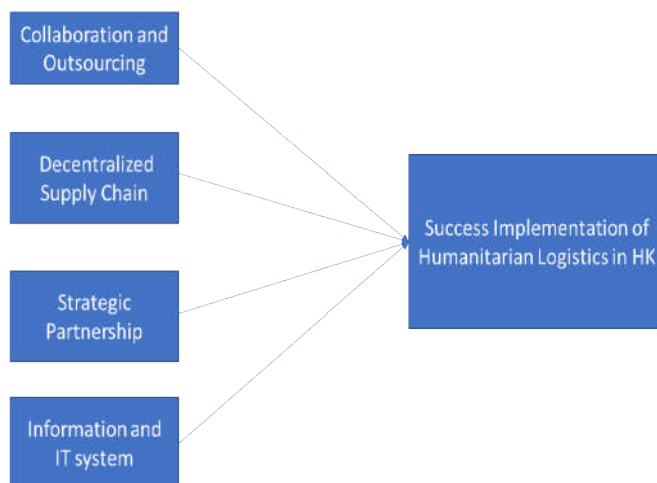 Collaboration and
Outsourcing
Decentralized
Supply Chain
Success Implementation of
Humanitarian Logistics in HK
Strategic
Partnership
Information and
IT system